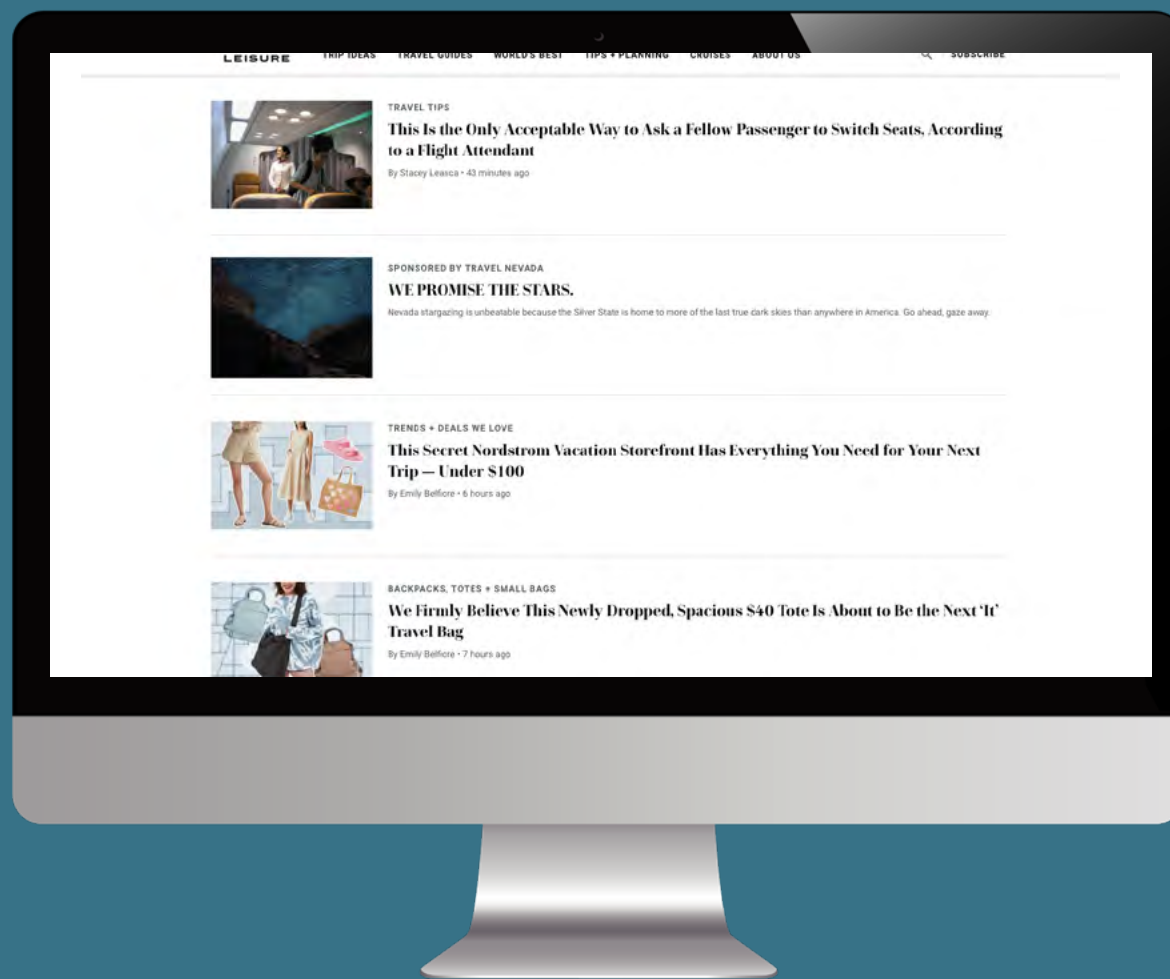 LEISURE TRIP IDEAS TRAVEL GUIDES WORLD'S BEST TIPS + PLANNING CRUISES ABOUT US SUBSCRIBE
TRAVEL TIPS
This Is the Only Acceptable Way to Ask a Fellow Passenger to Switch Seats, According
to a Flight Attendant
By Stacey Leasca • 43 minutes ago
SPONSORED BY TRAVEL NEVADA
WE PROMISE THE STARS.
Nevada stargazing is unbeatable because the Silver State is home to more of the last true dark skies than anywhere in America. Go ahead, gaze away.
TRENDS + DEALS WE LOVE
This Secret Nordstrom Vacation Storefront Has Everything You Need for Your Next
Trip — Under $100
By Emily Belfiore • 6 hours ago
BACKPACKS, TOTES + SMALL BAGS
We Firmly Believe This Newly Dropped, Spacious $40 Tote Is About to Be the Next 'It'
Travel Bag
By Emily Belfiore • 7 hours ago